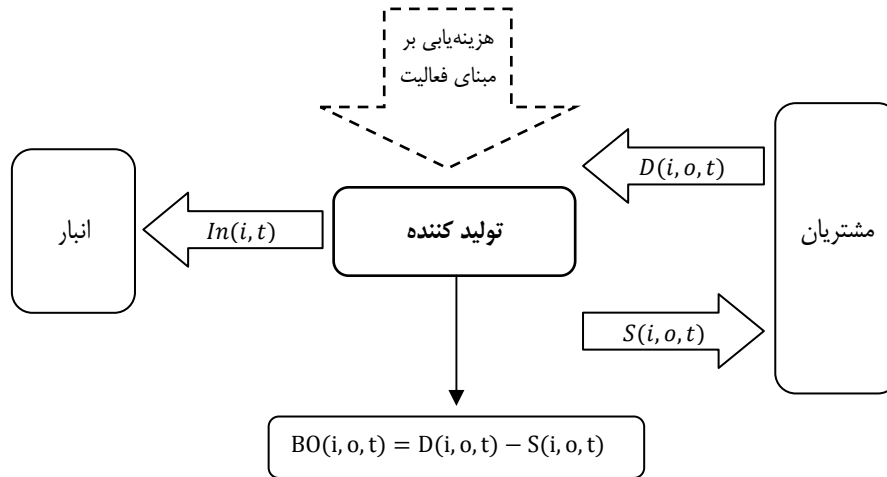 هزینه‌یابی بر
مبنای فعالیت
مشتریان
D(i, o, t)
تولید کننده
In(i, t)
انبار
S(i, o, t)
BO(i, o, t) = D(i, o, t) − S(i, o, t)